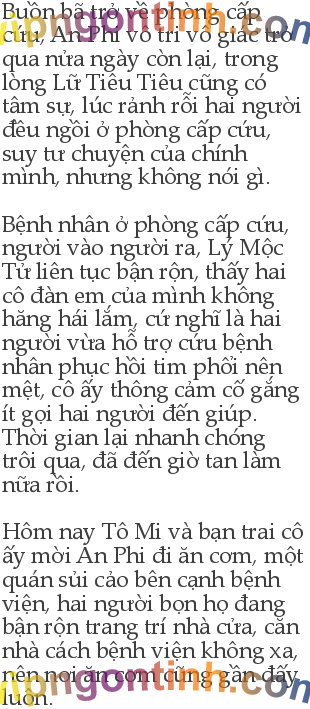 Buồn bã trở về phòng cấp
cứu, An Phi vô tri vô giác trở
qua nửa ngày còn lại, trong
lòng Lữ Tiêu Tiêu cũng có
tâm sự, lúc rảnh rỗi hai người
đều ngồi ở phòng cấp cứu,
suy tư chuyện của chính
mình, nhưng không nói gì.
Bệnh nhân ở phòng cấp cứu,
người vào người ra, Lý Mộc
Tử liên tục bận rộn, thấy hai
cô đàn em của mình không
hăng hái lắm, cứ nghĩ là hai
người vừa hỗ trợ cứu bệnh
nhân phục hồi tim phổi nên
mệt, cô ấy thông cảm cố gắng
ít gọi hai người đến giúp.
Thời gian lại nhanh chóng
trôi qua, đã đến giờ tan làm
nữa rồi.
Hôm nay Tô Mi và bạn trai cô
ấy mời An Phi đi ăn cơm, một
quán sủi cảo bên cạnh bệnh
viện, hai người bọn họ đang
bận rộn trang trí nhà cửa, căn
nhà cách bệnh viện không xa,
nên nơi ăn cơm cũng gần đấy
luôn.
vipngontinh.com
vipngontinh.com